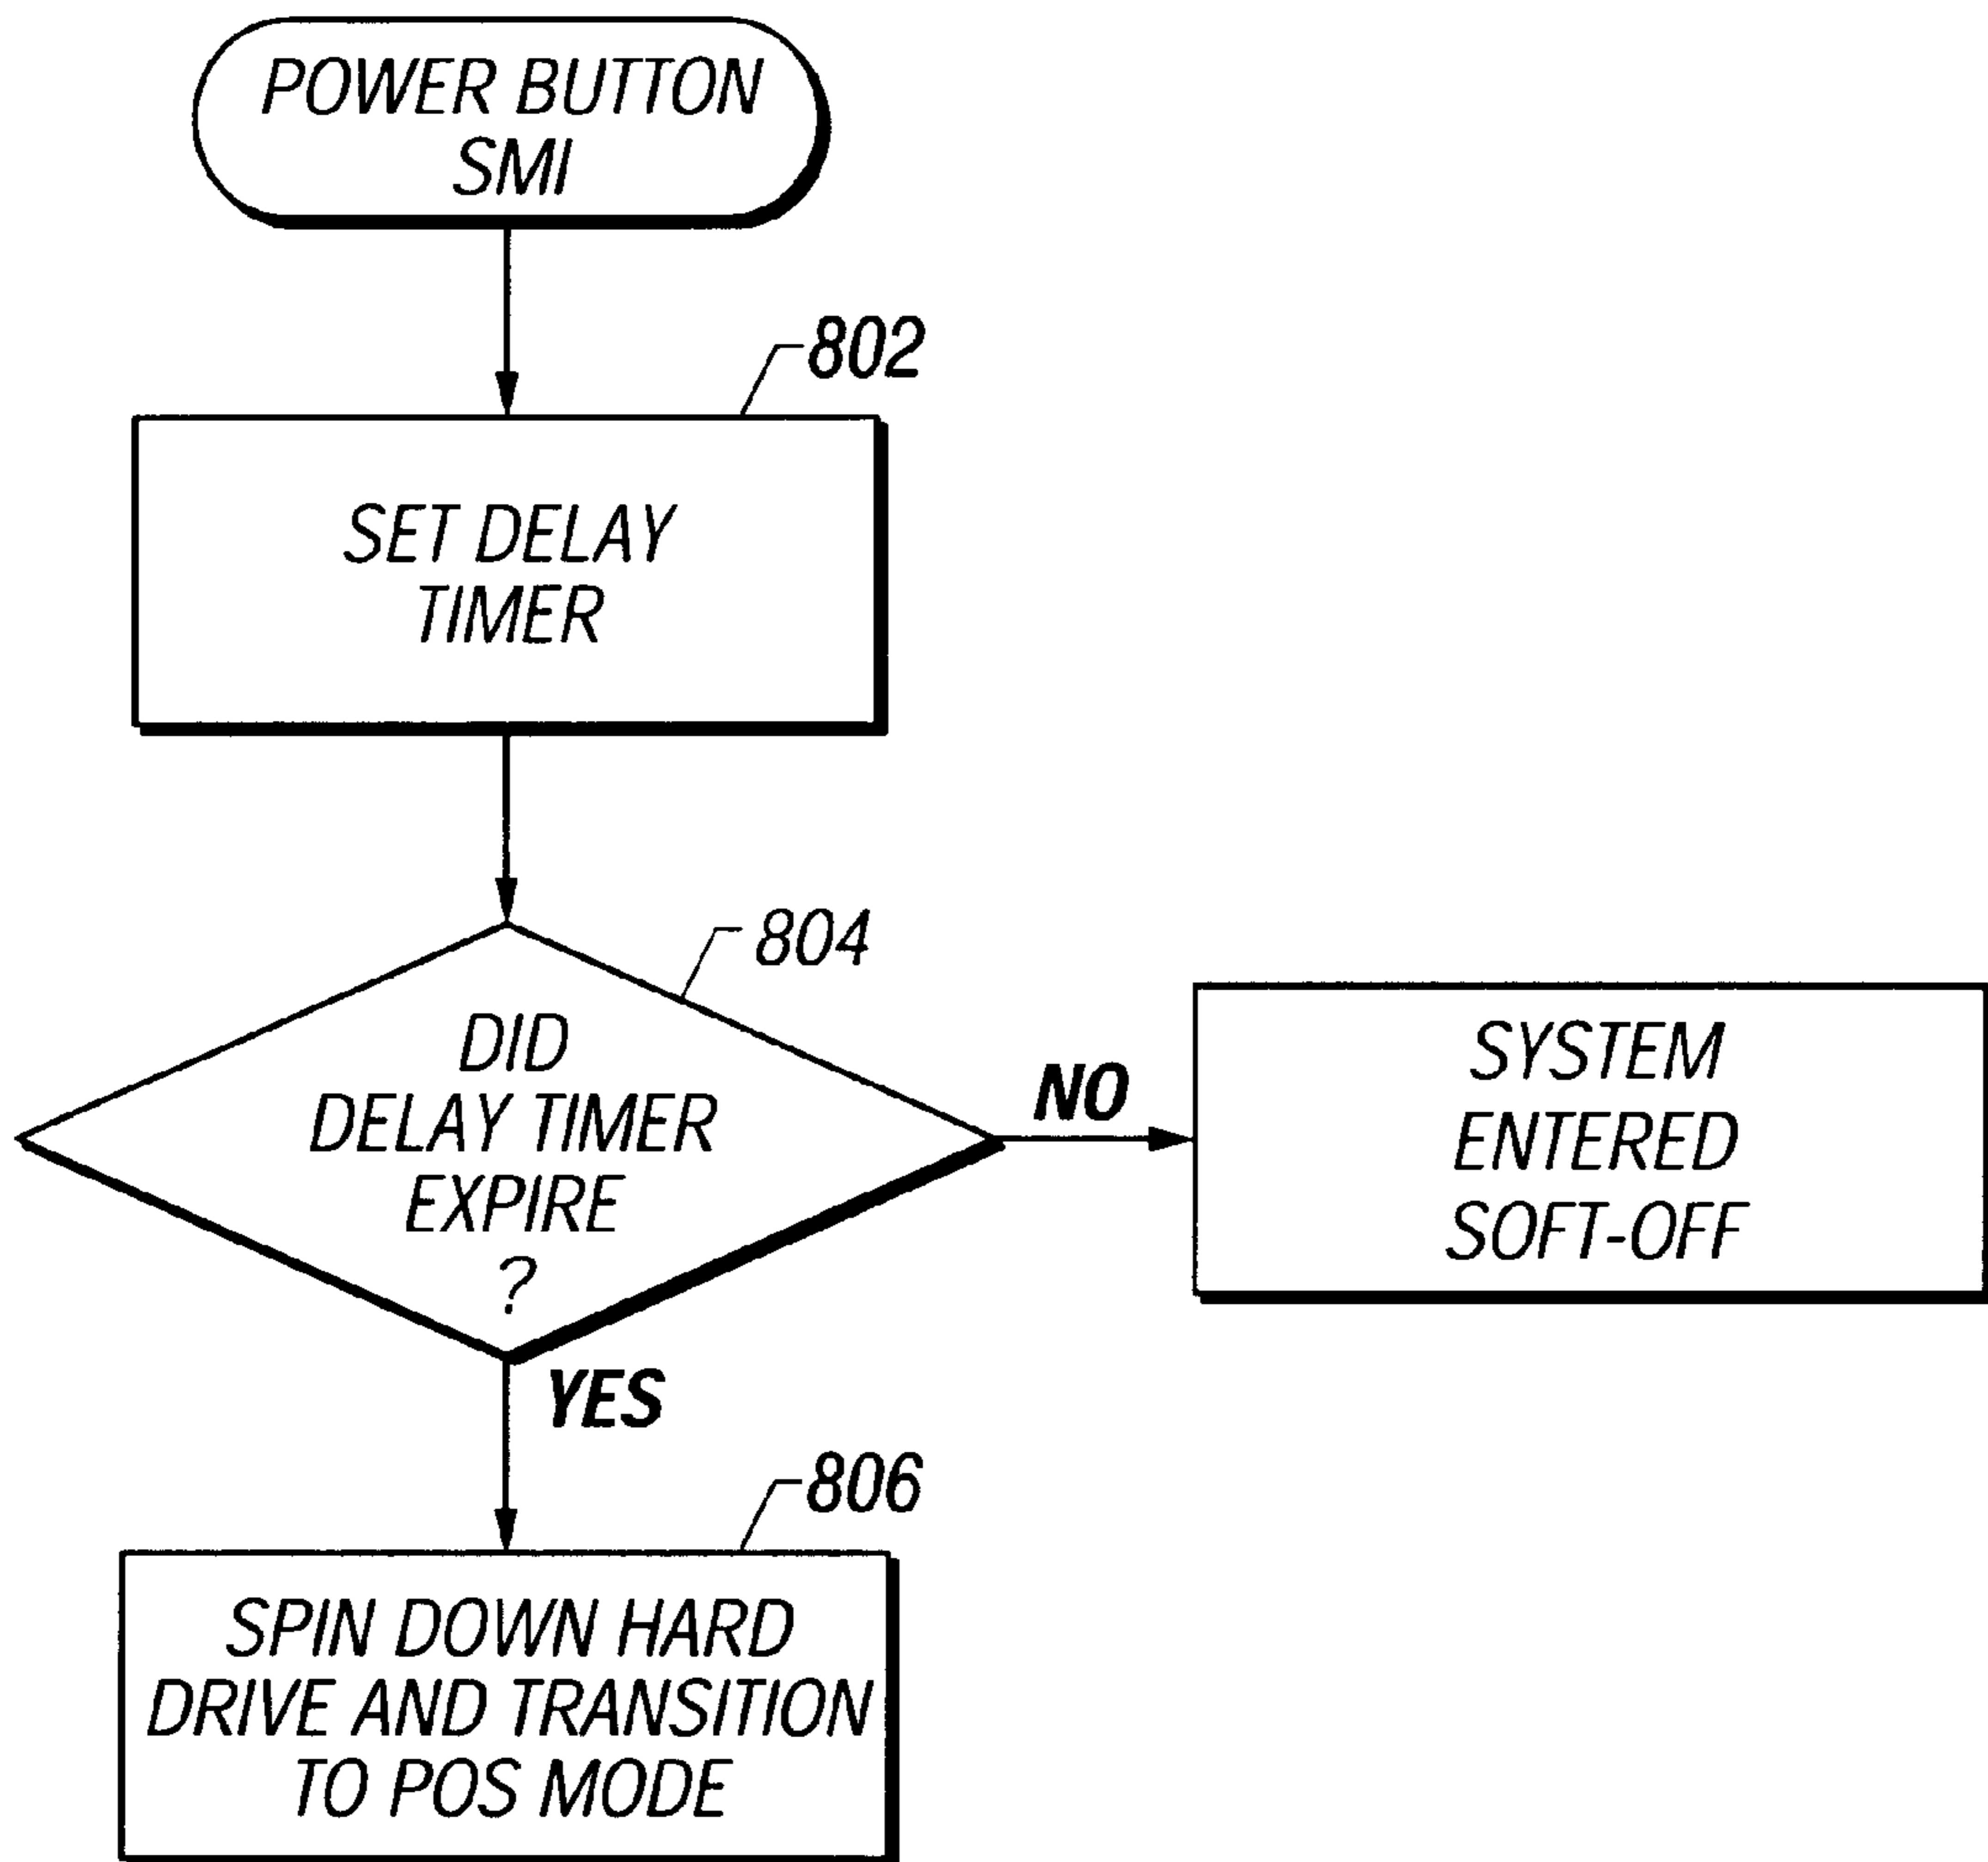 POWER BUTTON
SMI
802
SET DELAY
TIMER
804
DID
DELAY TIMER
EXPIRE
?
NO
SYSTEM
ENTERED
SOFT-OFF
YES
806
SPIN DOWN HARD
DRIVE AND TRANSITION
TO POS MODE